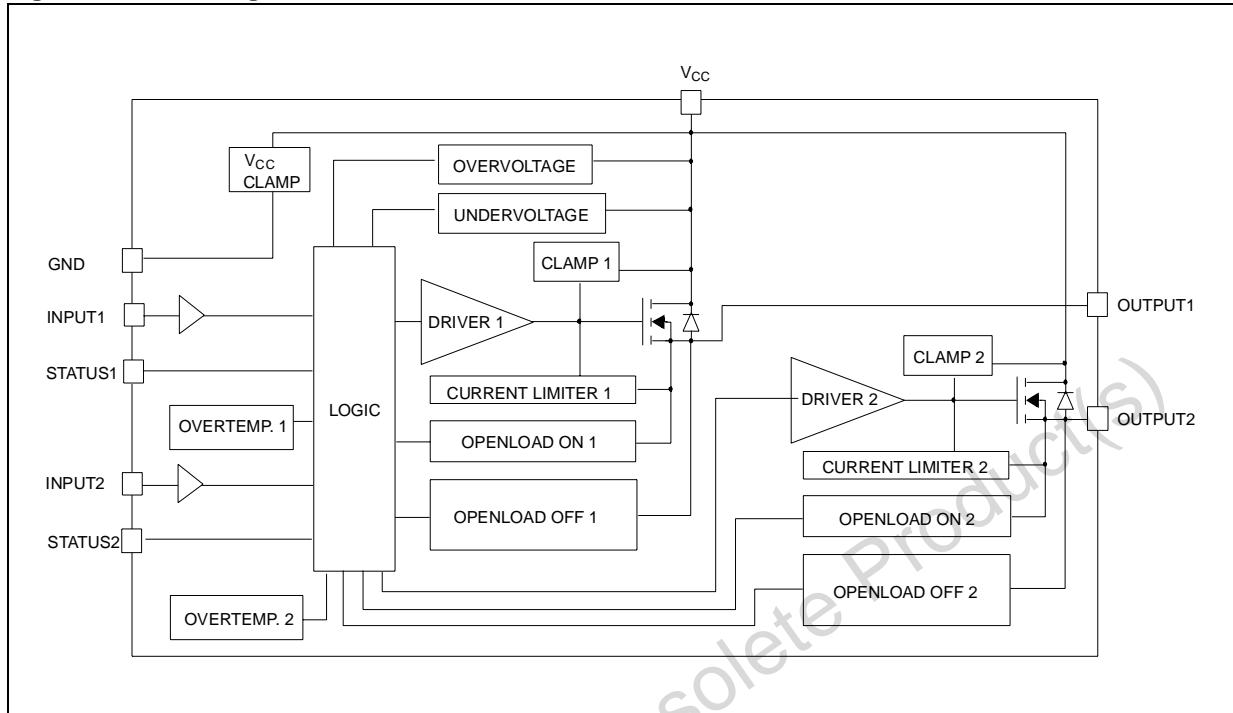 VCC
VCC
CLAMP
OVERVOLTAGE
UNDERVOLTAGE
GND
CLAMP 1
INPUT1
DRIVER 1
OUTPUT1
STATUS1
CURRENT LIMITER 1
CLAMP 2
LOGIC
DRIVER 2
OVERTEMP. 1
OPENLOAD ON 1
OUTPUT2
INPUT2
CURRENT LIMITER 2
OPENLOAD OFF 1
OPENLOAD ON 2
STATUS2
OPENLOAD OFF 2
OVERTEMP. 2
solete Product(s)